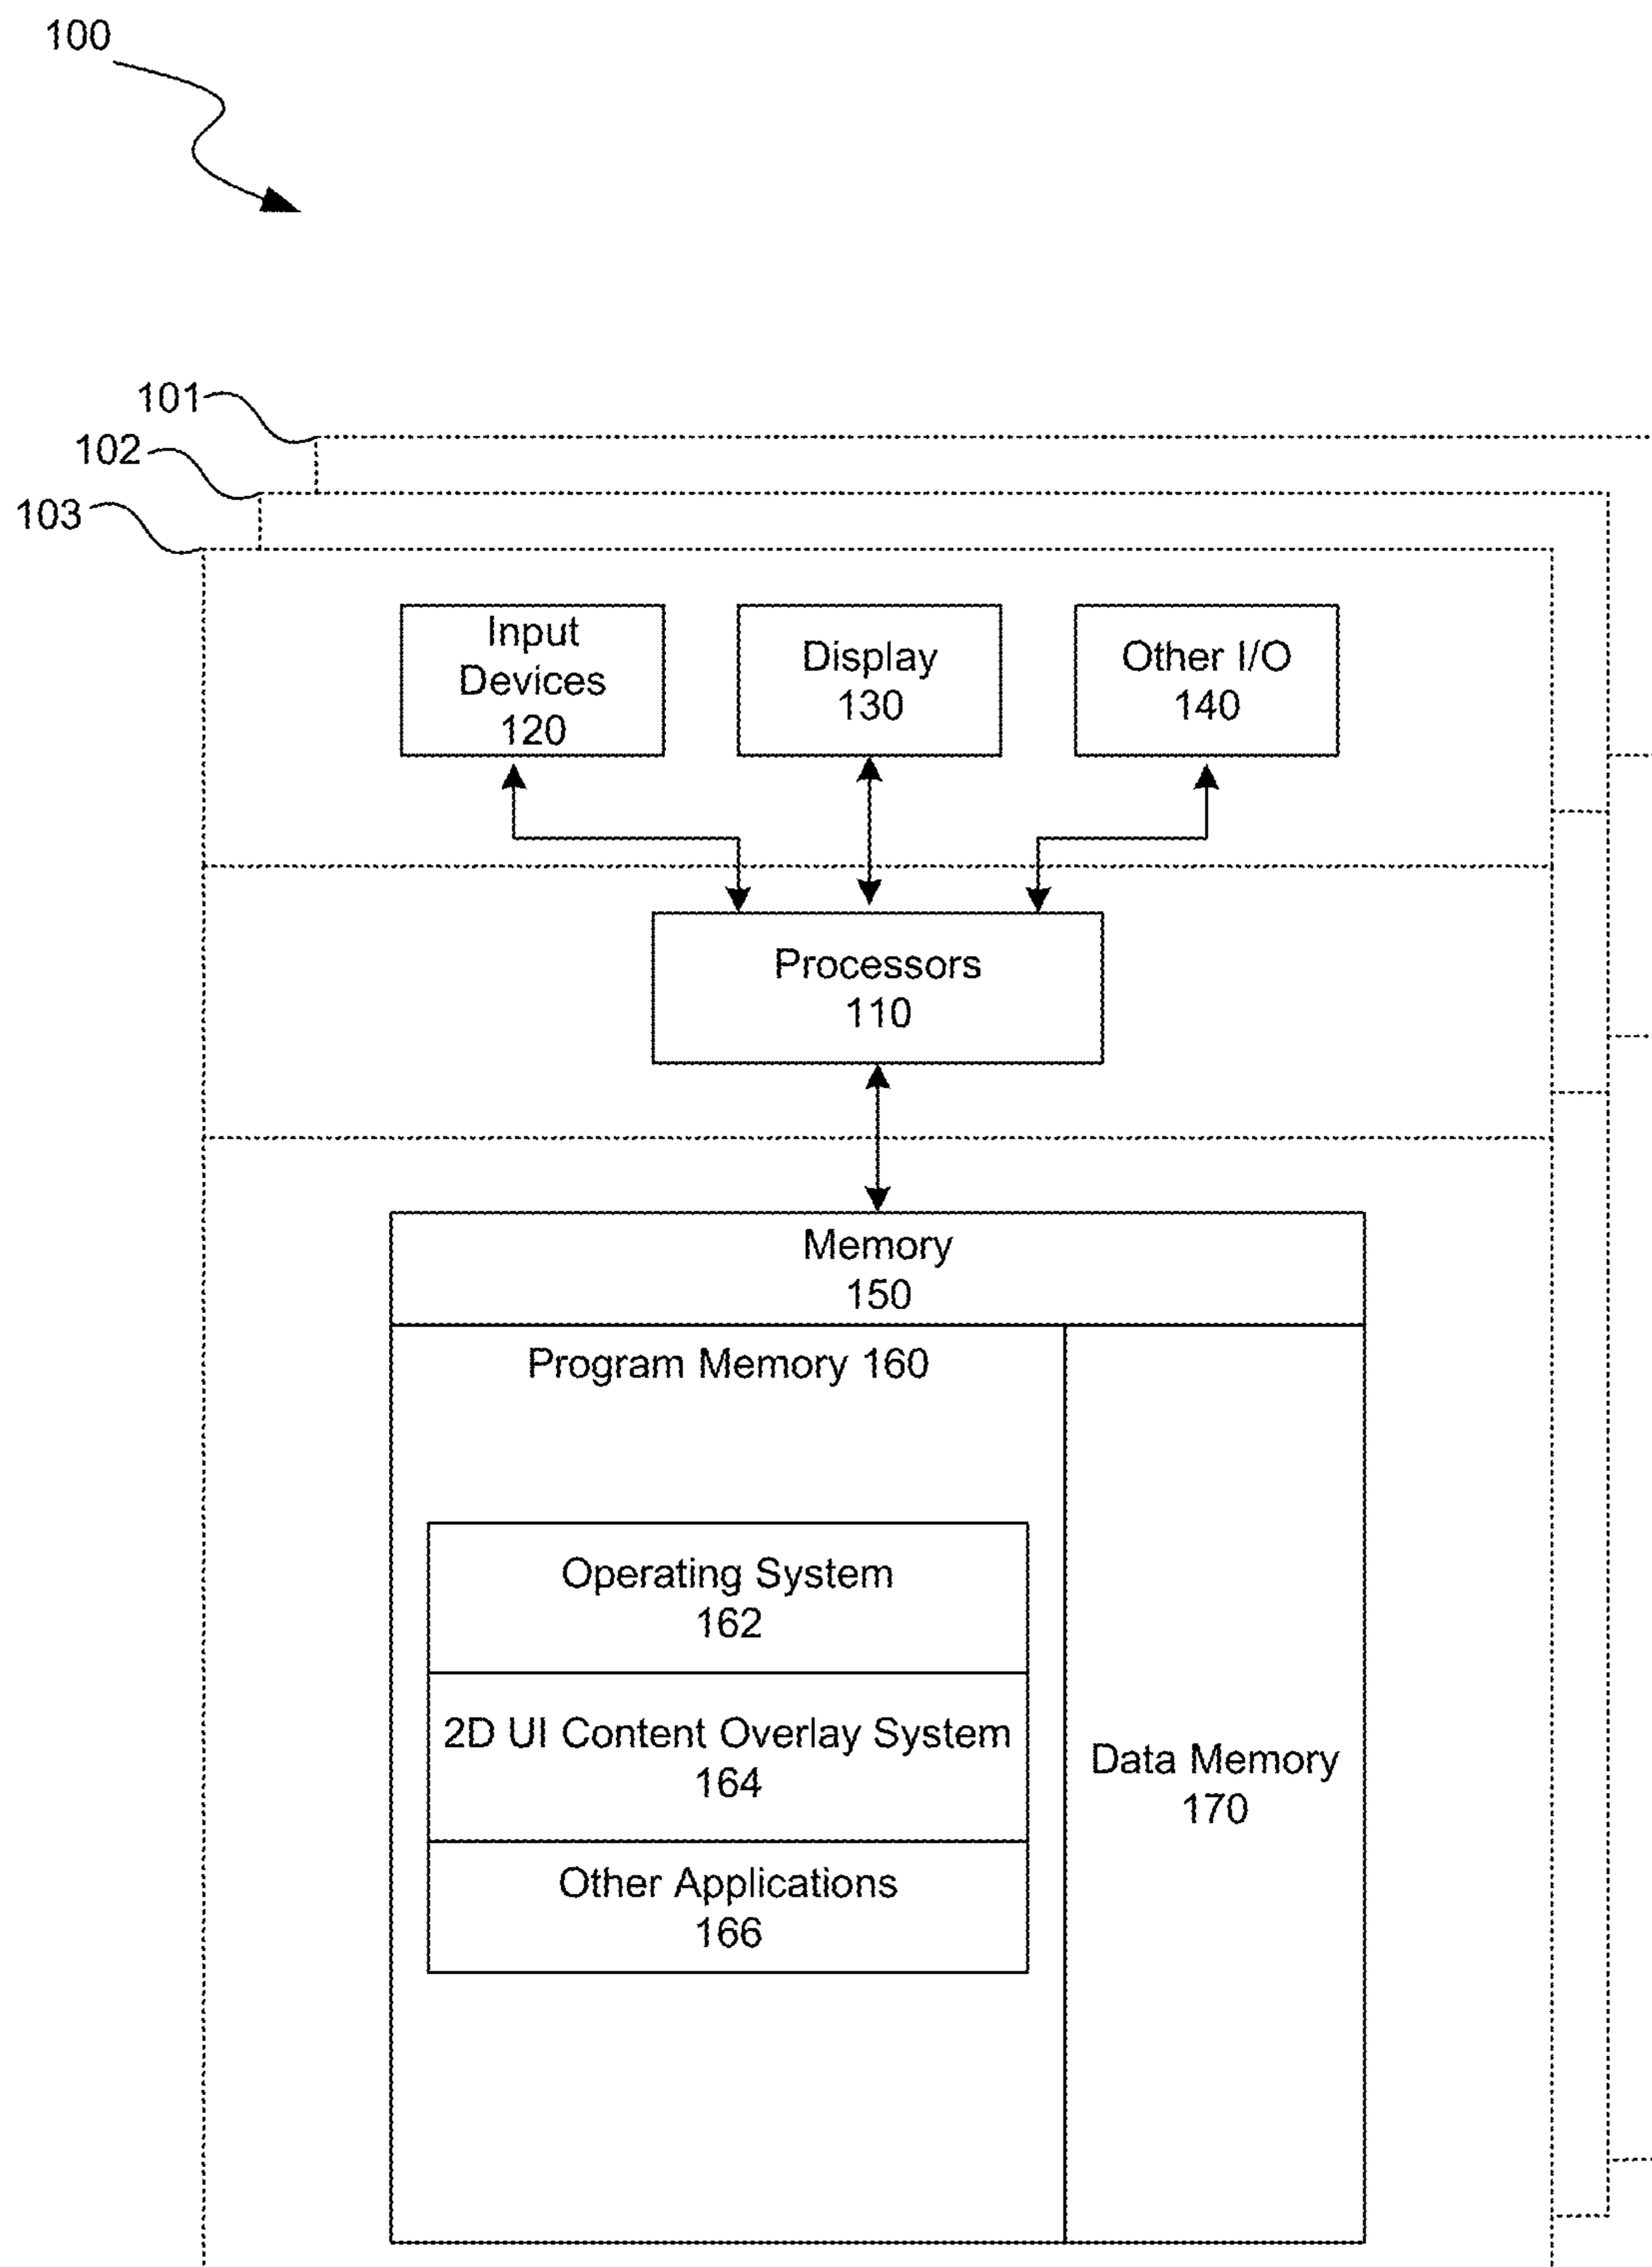 100
101
102
103
Input
Devices
120
Display
130
Other I/O
140
Processors
110
Memory
150
Program Memory 160
Operating System
162
2D UI Content Overlay System
164
Other Applications
166
Data Memory
170